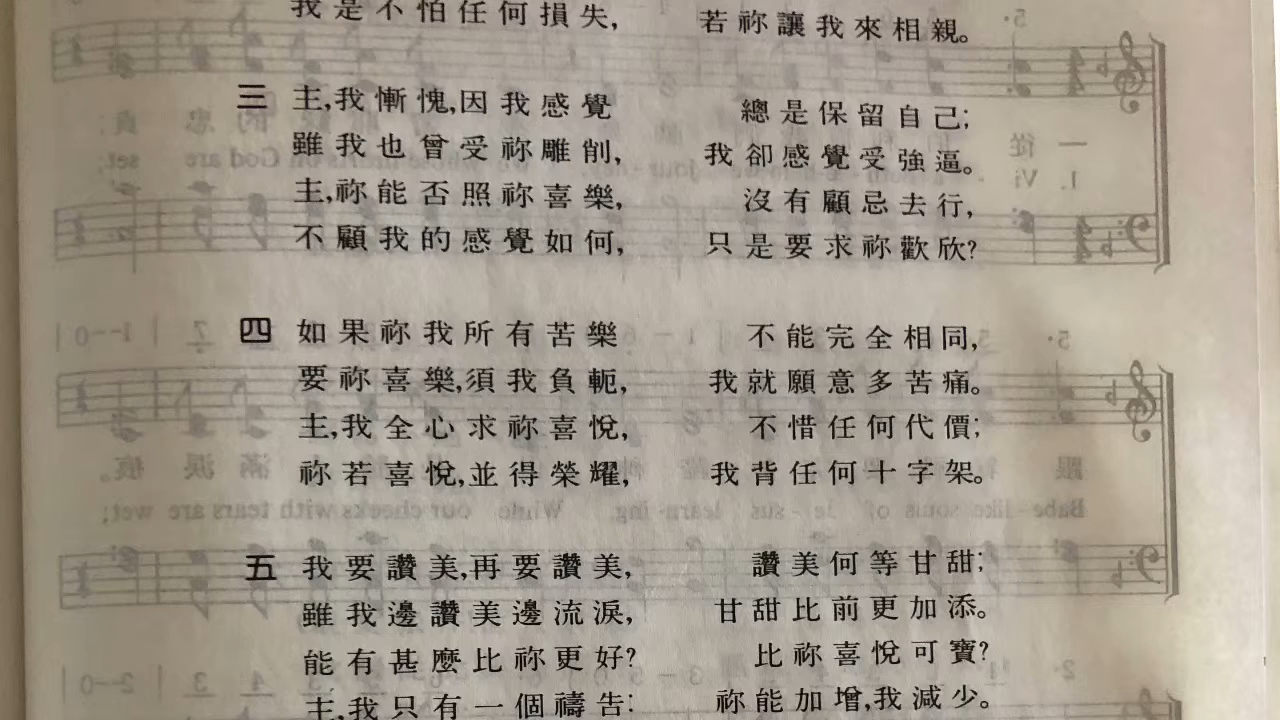 我是不怕任何損失, 若祢讓我來相親。
三 主,我慚愧,因我感覺 總是保留自己;
雖我也曾受祢雕削, 我卻感覺受強逼。
主,祢能否照祢喜樂, 沒有顧忌去行,
不顧我的感覺如何, 只是要求祢歡欣?
四 如果祢我所有苦樂 不能完全相同,
要祢喜樂,須我負軛, 我就願意多苦痛。
主,我全心求祢喜悅, 不惜任何代價;
祢若喜悅,並得榮耀, 我背任何十字架。
五 我要讚美,再要讚美, 讚美何等甘甜;
雖我邊讚美邊流淚, 甘甜比前更加添。
能有甚麼比祢更好? 比祢喜悅可寶?
主,我只有一個禱告: 祢能加增,我減少。